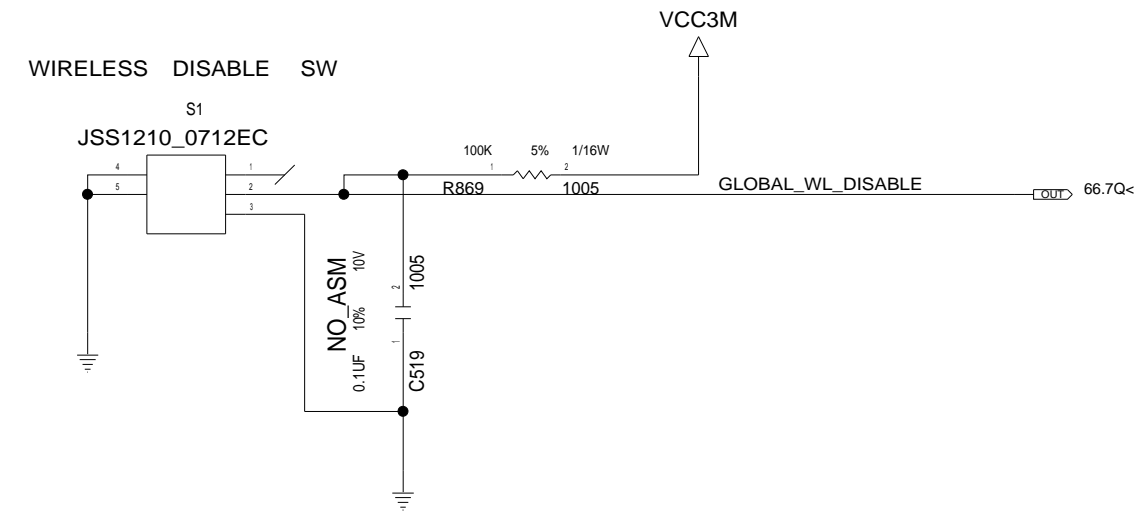 VCC3M
WIRELESS DISABLE SW
S1
JSS1210_0712EC
100K 5% 1/16W
4 1 1 2
R869 1005
GLOBAL_WL_DISABLE
5 2
OUT 66.7Q<
3
NO_ASM
0.1UF 10% 10V
2
1005
1
C519